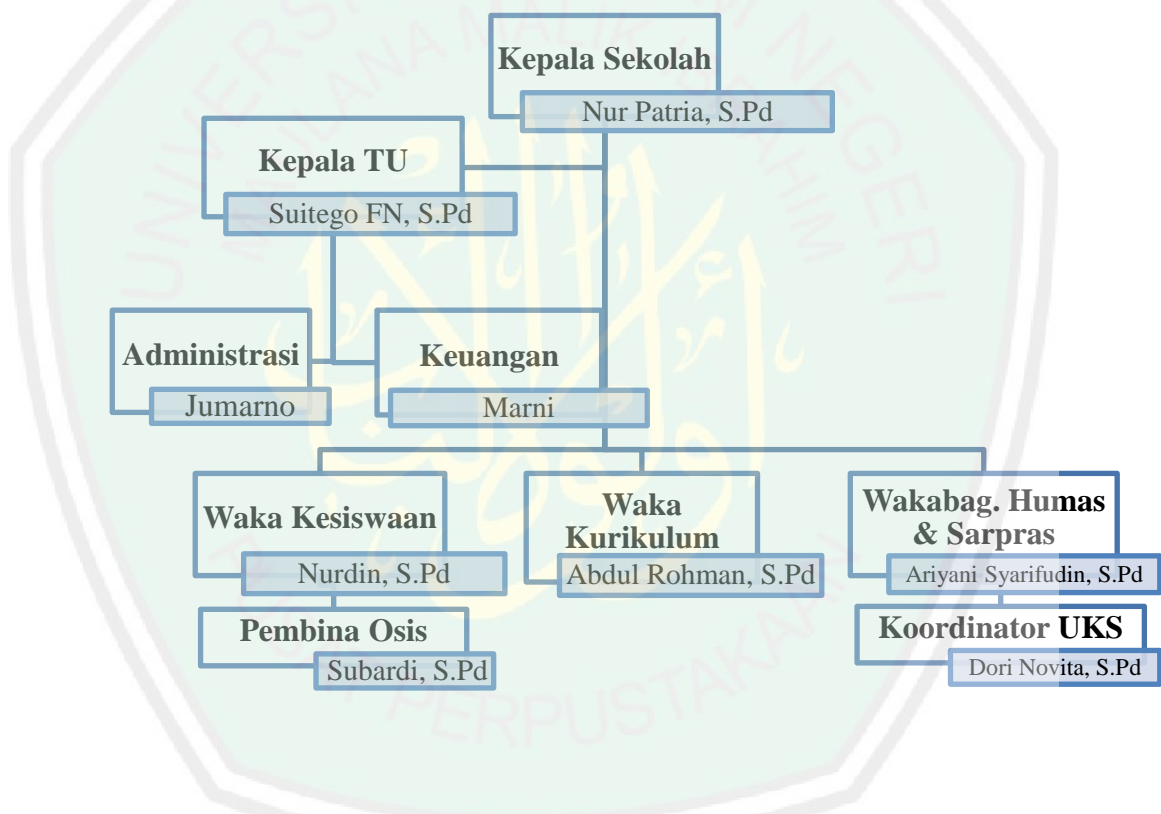 Kepala Sekolah
Nur Patria, S.Pd
Kepala TU
Suitego FN, S.Pd
Administrasi
Jumarno
Keuangan
Marni
Waka Kesiswaan
Nurdin, S.Pd
Waka
Kurikulum
Abdul Rohman, S.Pd
Wakabag. Humas
& Sarpras
Ariyani Syarifudin, S.Pd
Pembina Osis
Subardi, S.Pd
Koordinator UKS
Dori Novita, S.Pd